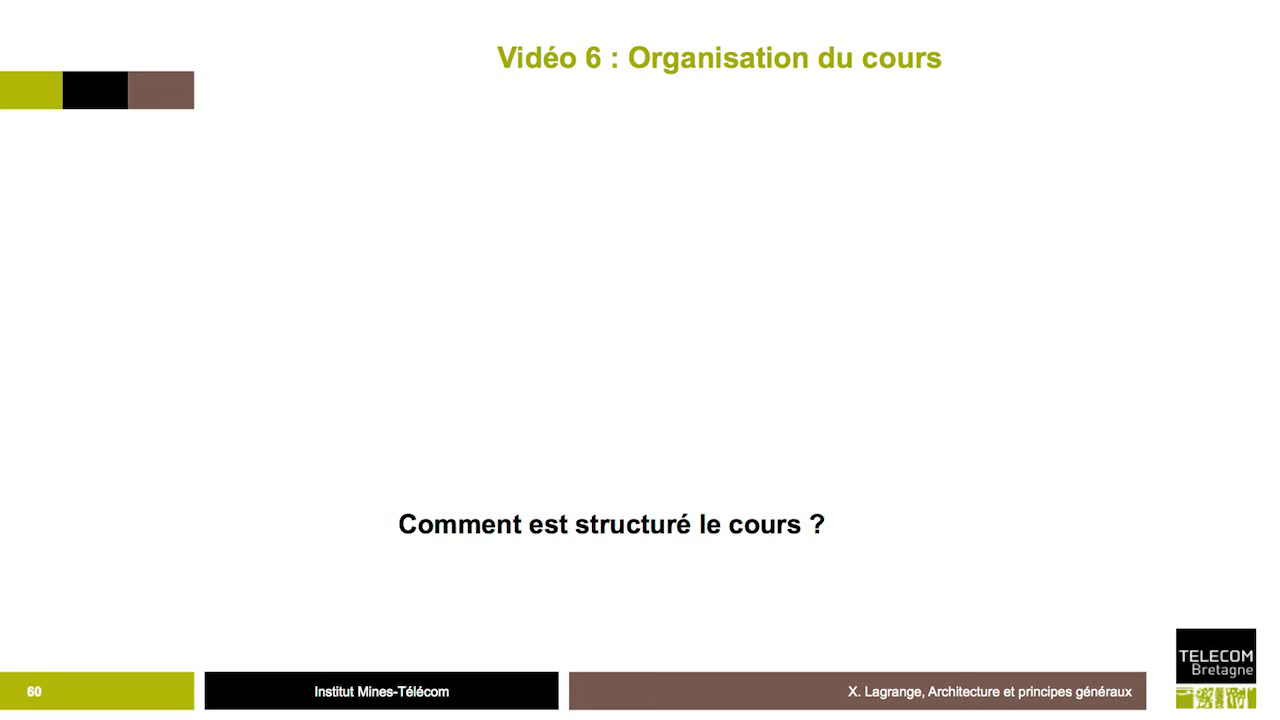 Vidéo 6 : Organisation du cours
Comment est structuré le cours ?
60
Institut Mines-Télécom
X. Lagrange, Architecture et principes généraux
TELECOM
Bretagne